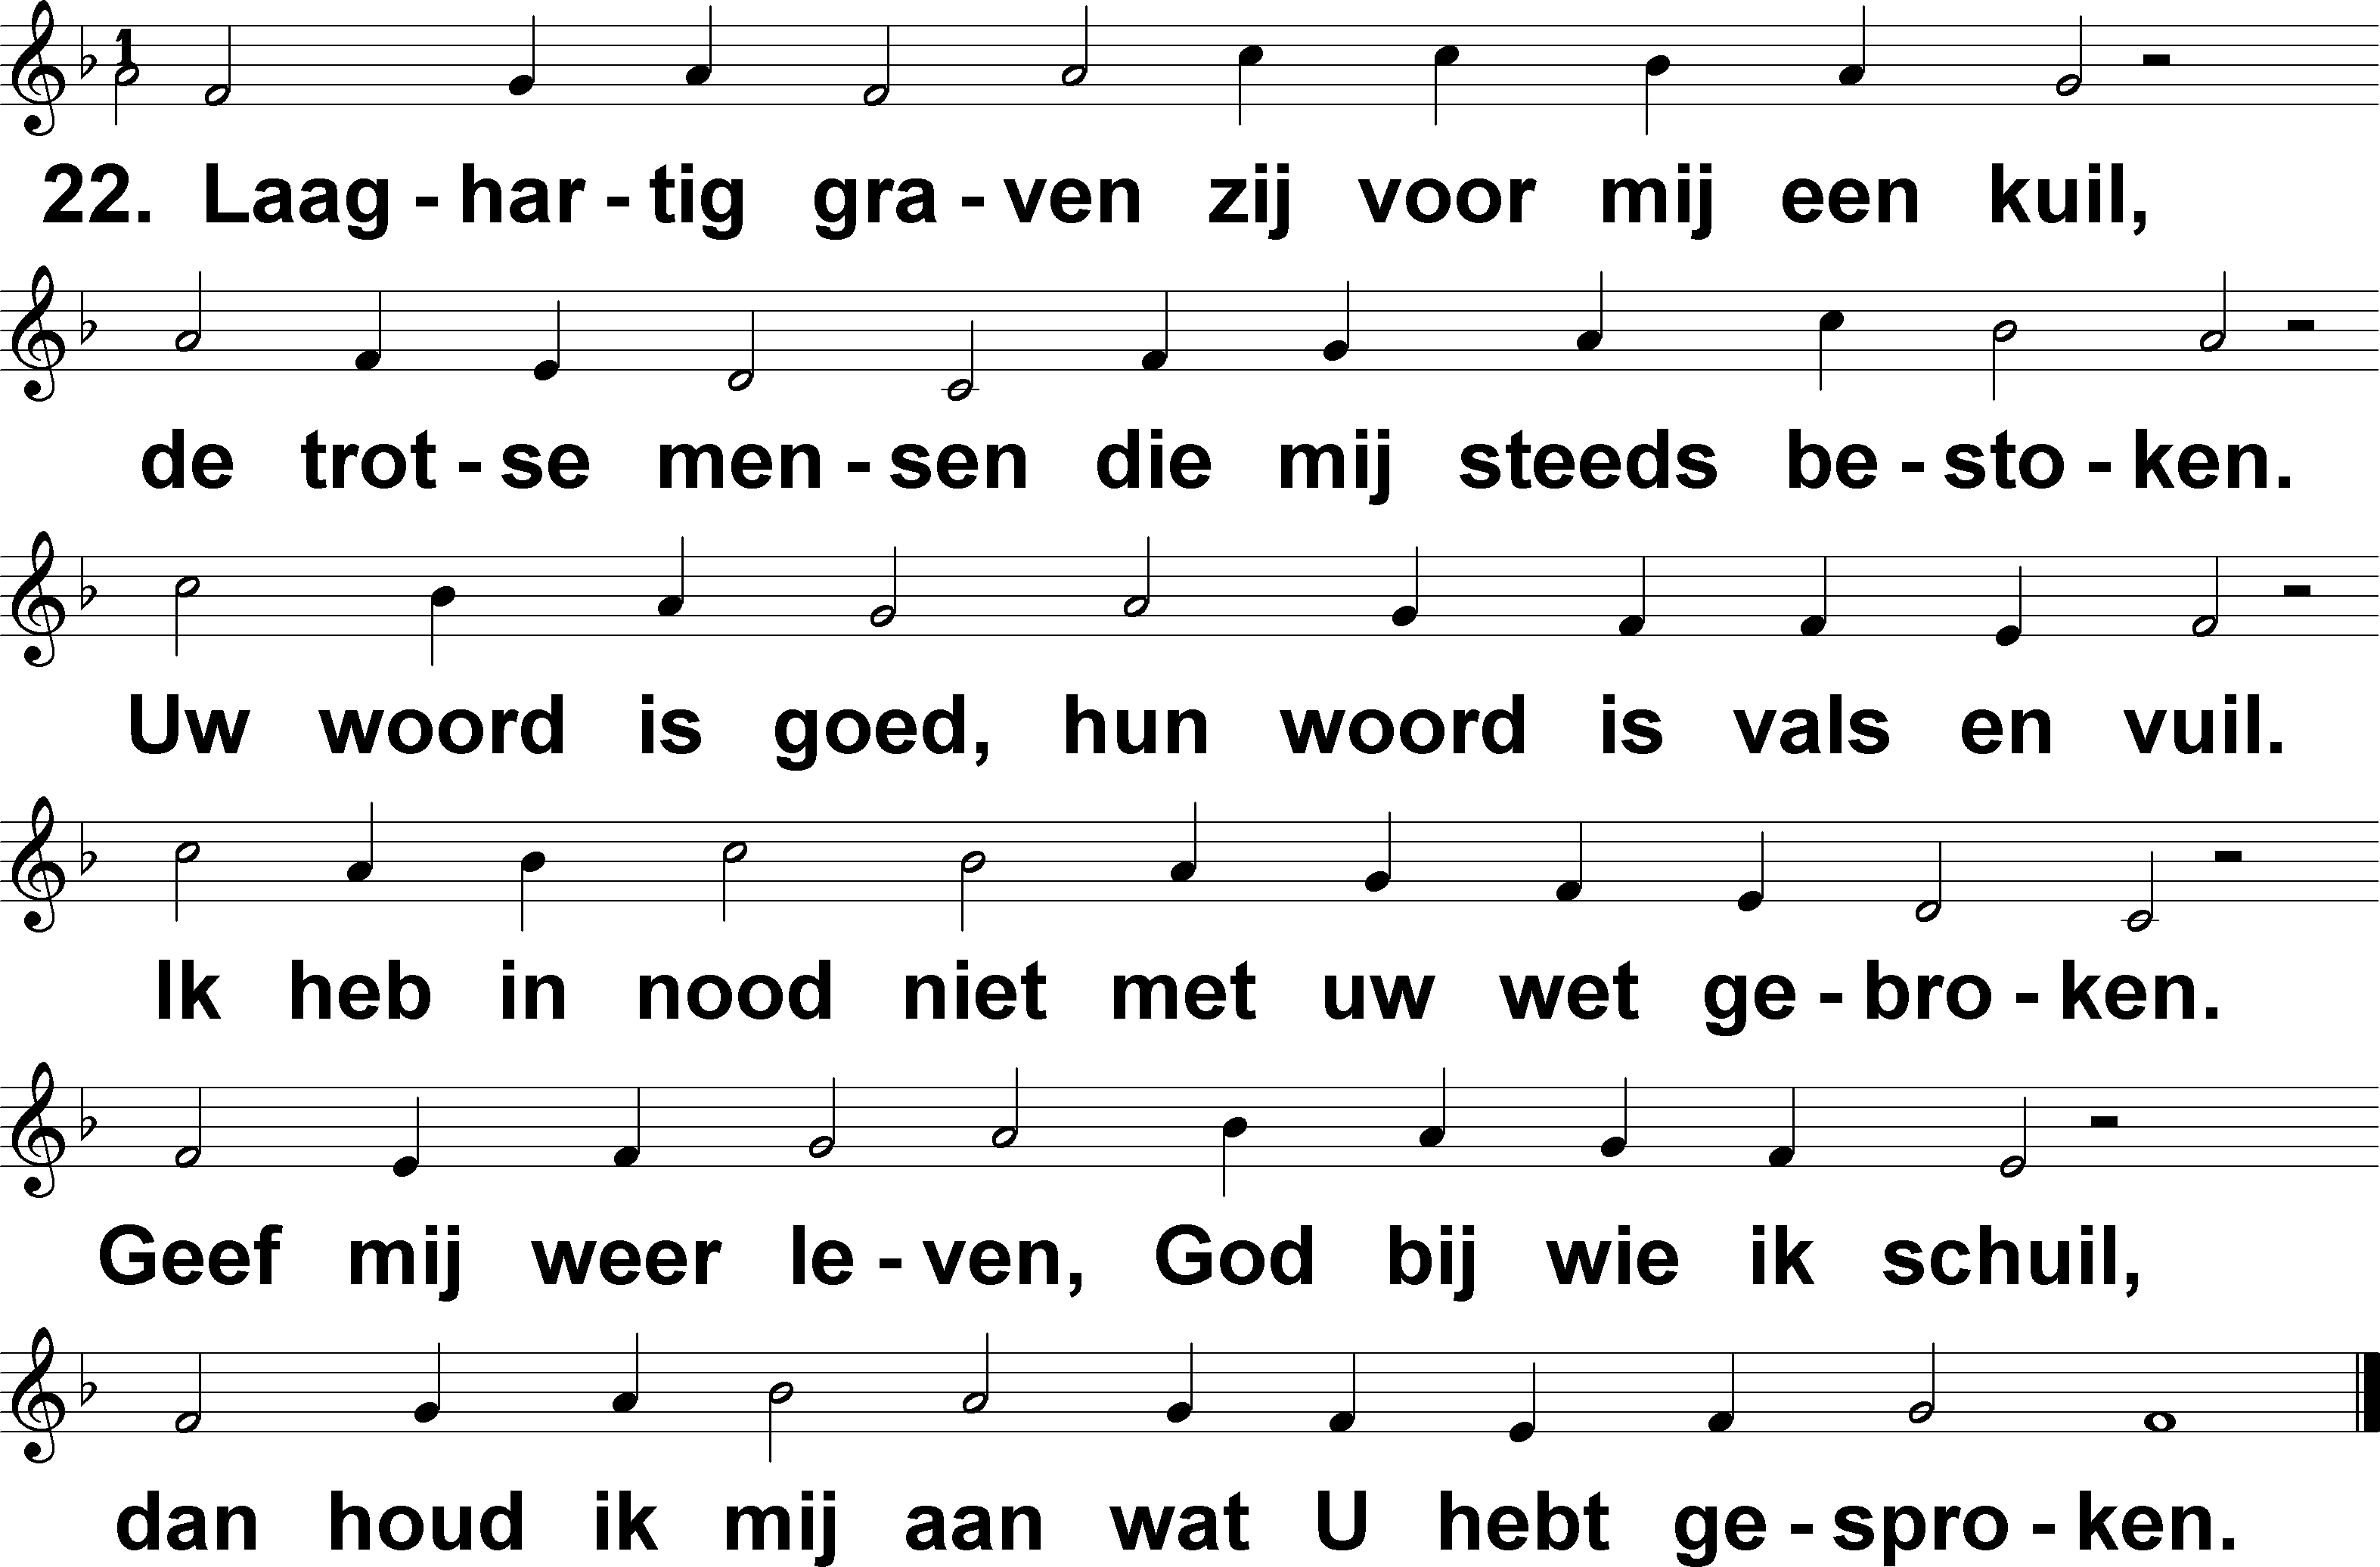 22. Laag - har - tig gra - ven zij voor mij een kuil,
de trot - se men - sen die mij steeds be - sto - ken.
Uw woord is goed, hun woord is vals en vuil.
Ik heb in nood niet met uw wet ge - bro - ken.
Geef mij weer le - ven, God bij wie ik schuil,
dan houd ik mij aan wat U hebt ge - spro - ken.